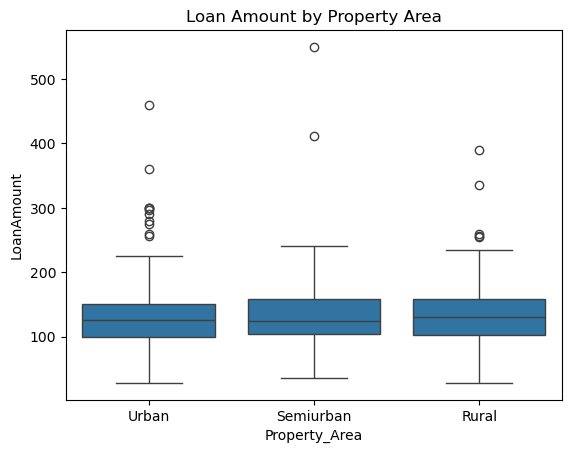 Loan Amount by Property Area
500
400
300
200
100
LoanAmount
Urban
Semiurban
Rural
Property_Area